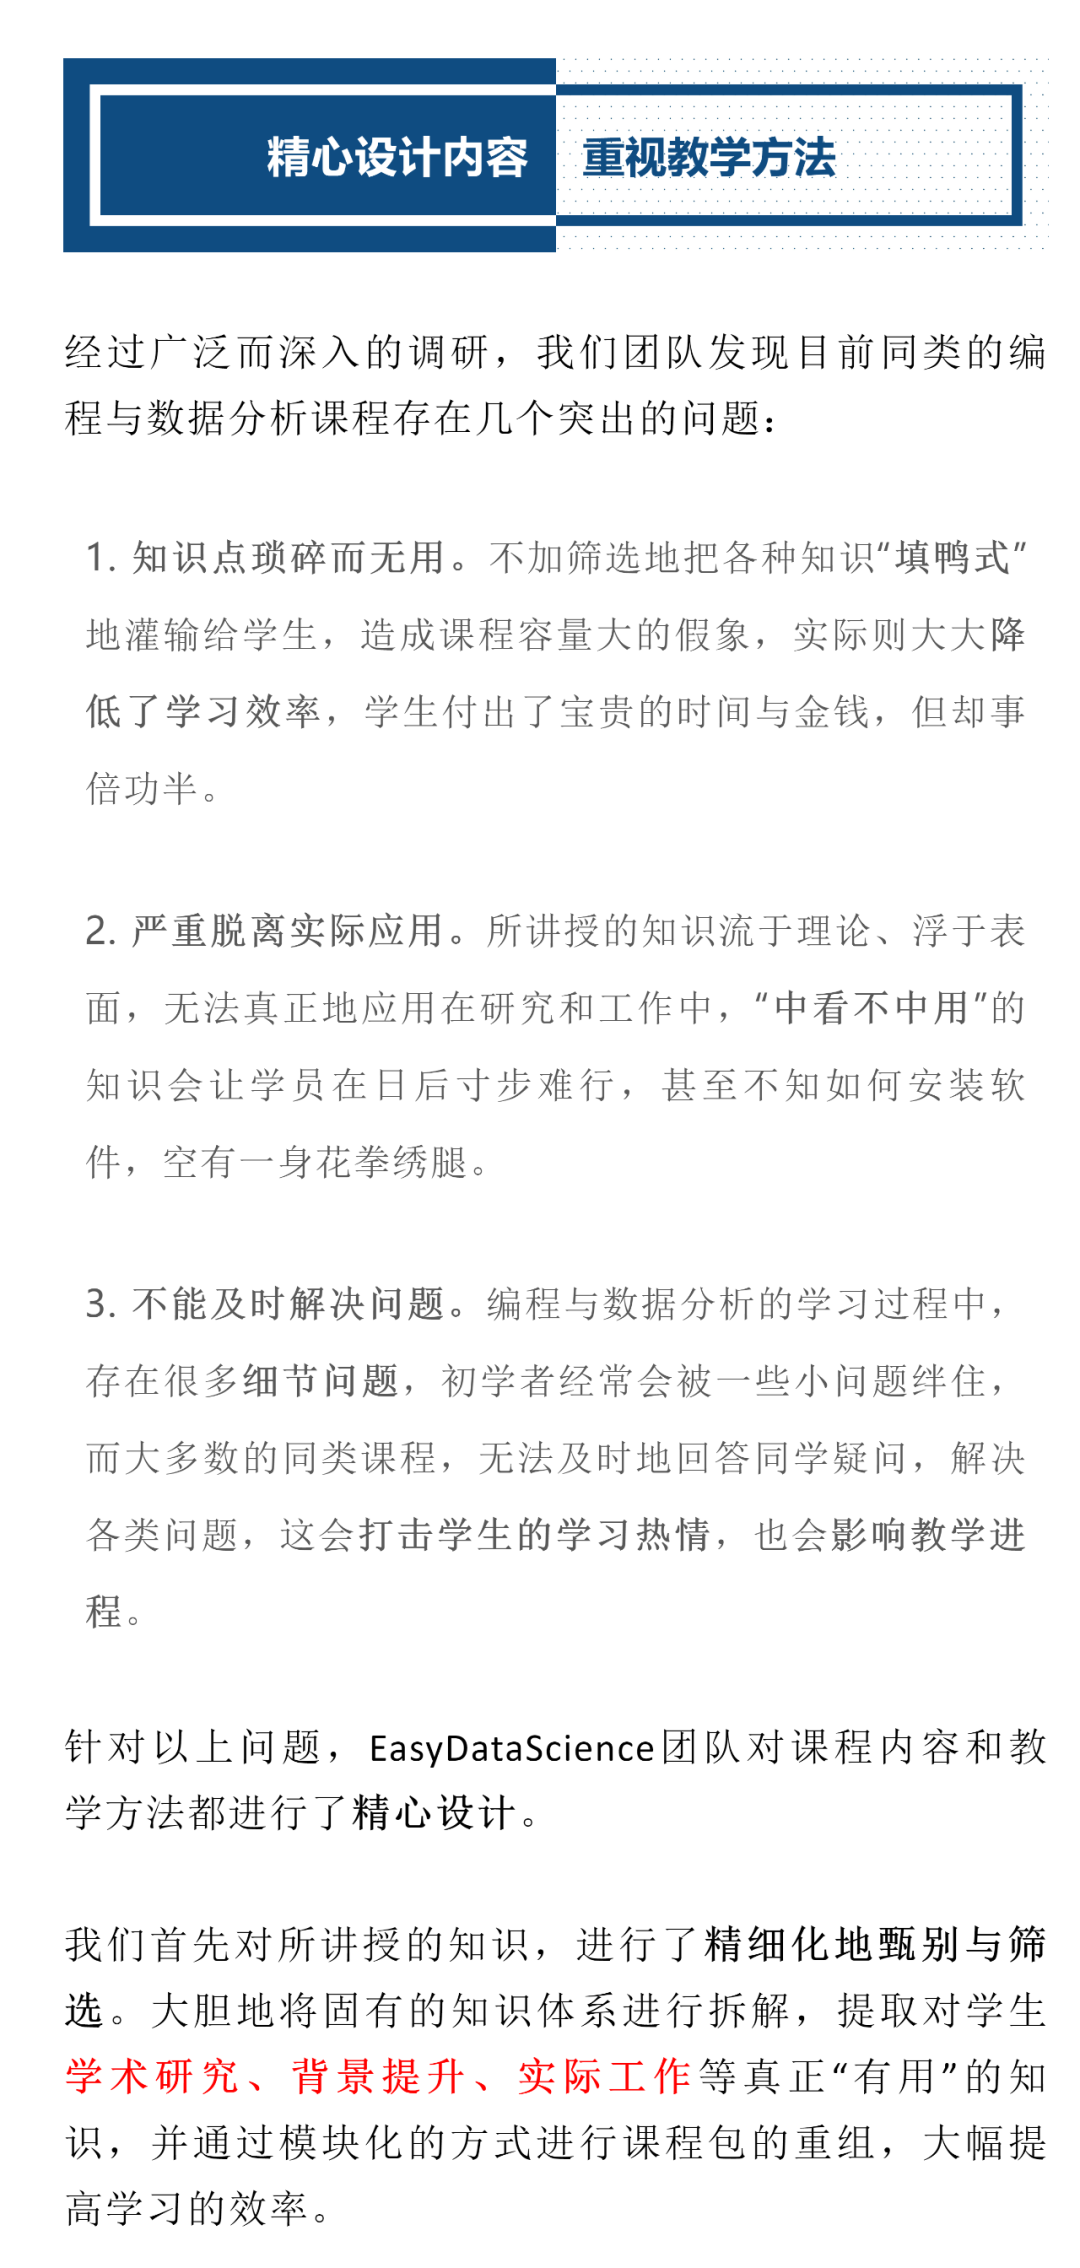 精心设计内容 重视教学方法
经过广泛而深入的调研，我们团队发现目前同类的编
程与数据分析课程存在几个突出的问题：
1. 知识点琐碎而无用。不加筛选地把各种知识“填鸭式”
地灌输给学生，造成课程容量大的假象，实际则大大降
低了学习效率，学生付出了宝贵的时间与金钱，但却事
倍功半。
2. 严重脱离实际应用。所讲授的知识流于理论、浮于表
面，无法真正地应用在研究和工作中，“中看不中用”的
知识会让学员在日后寸步难行，甚至不知如何安装软
件，空有一身花拳绣腿。
3. 不能及时解决问题。编程与数据分析的学习过程中，
存在很多细节问题，初学者经常会被一些小问题绊住，
而大多数的同类课程，无法及时地回答同学疑问，解决
各类问题，这会打击学生的学习热情，也会影响教学进
程。
针对以上问题，EasyDataScience团队对课程内容和教
学方法都进行了精心设计。
我们首先对所讲授的知识，进行了精细化地甄别与筛
选。大胆地将固有的知识体系进行拆解，提取对学生
学术研究、背景提升、实际工作等真正“有用”的知
识，并通过模块化的方式进行课程包的重组，大幅提
高学习的效率。